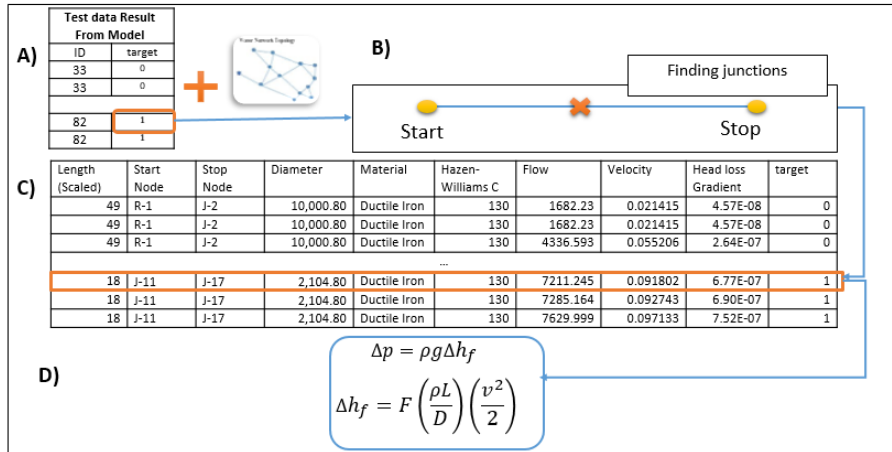 A)
Test data Result
From Model
ID target
33 0
33 0
82 1
82 1
Water Network Topology
B)
Finding junctions
Start Stop
C)
Length (Scaled) Start Node Stop Node Diameter Material Hazen-Williams C Flow Velocity Head loss Gradient target
49 R-1 J-2 10,000.80 Ductile Iron 130 1682.23 0.021415 4.57E-08 0
49 R-1 J-2 10,000.80 Ductile Iron 130 1682.23 0.021415 4.57E-08 0
49 R-1 J-2 10,000.80 Ductile Iron 130 4336.593 0.055206 2.64E-07 0
...
18 J-11 J-17 2,104.80 Ductile Iron 130 7211.245 0.091802 6.77E-07 1
18 J-11 J-17 2,104.80 Ductile Iron 130 7285.164 0.092743 6.90E-07 1
18 J-11 J-17 2,104.80 Ductile Iron 130 7629.999 0.097133 7.52E-07 1
D)
Δp = ρgΔh_f
Δh_f = F (ρL/D) (v²/2)